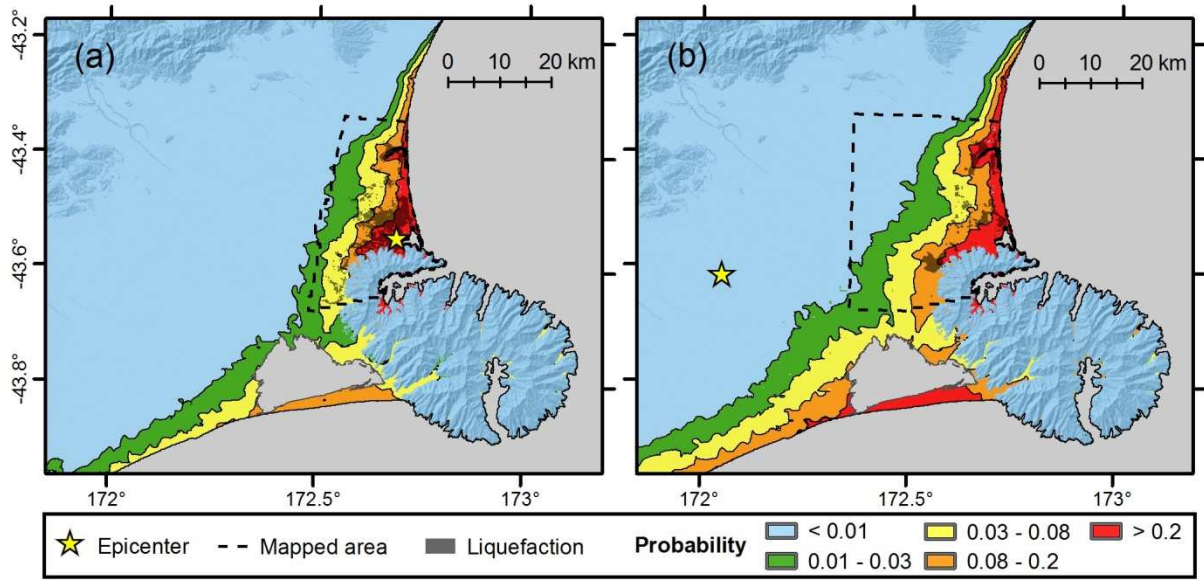 (a)
0 10 20 km
(b)
0 10 20 km
-43.2°
-43.4°
-43.6°
-43.8°
172° 172.5° 173°
172° 172.5° 173°
Epicenter
Mapped area
Liquefaction
Probability
< 0.01
0.01 - 0.03
0.03 - 0.08
0.08 - 0.2
> 0.2